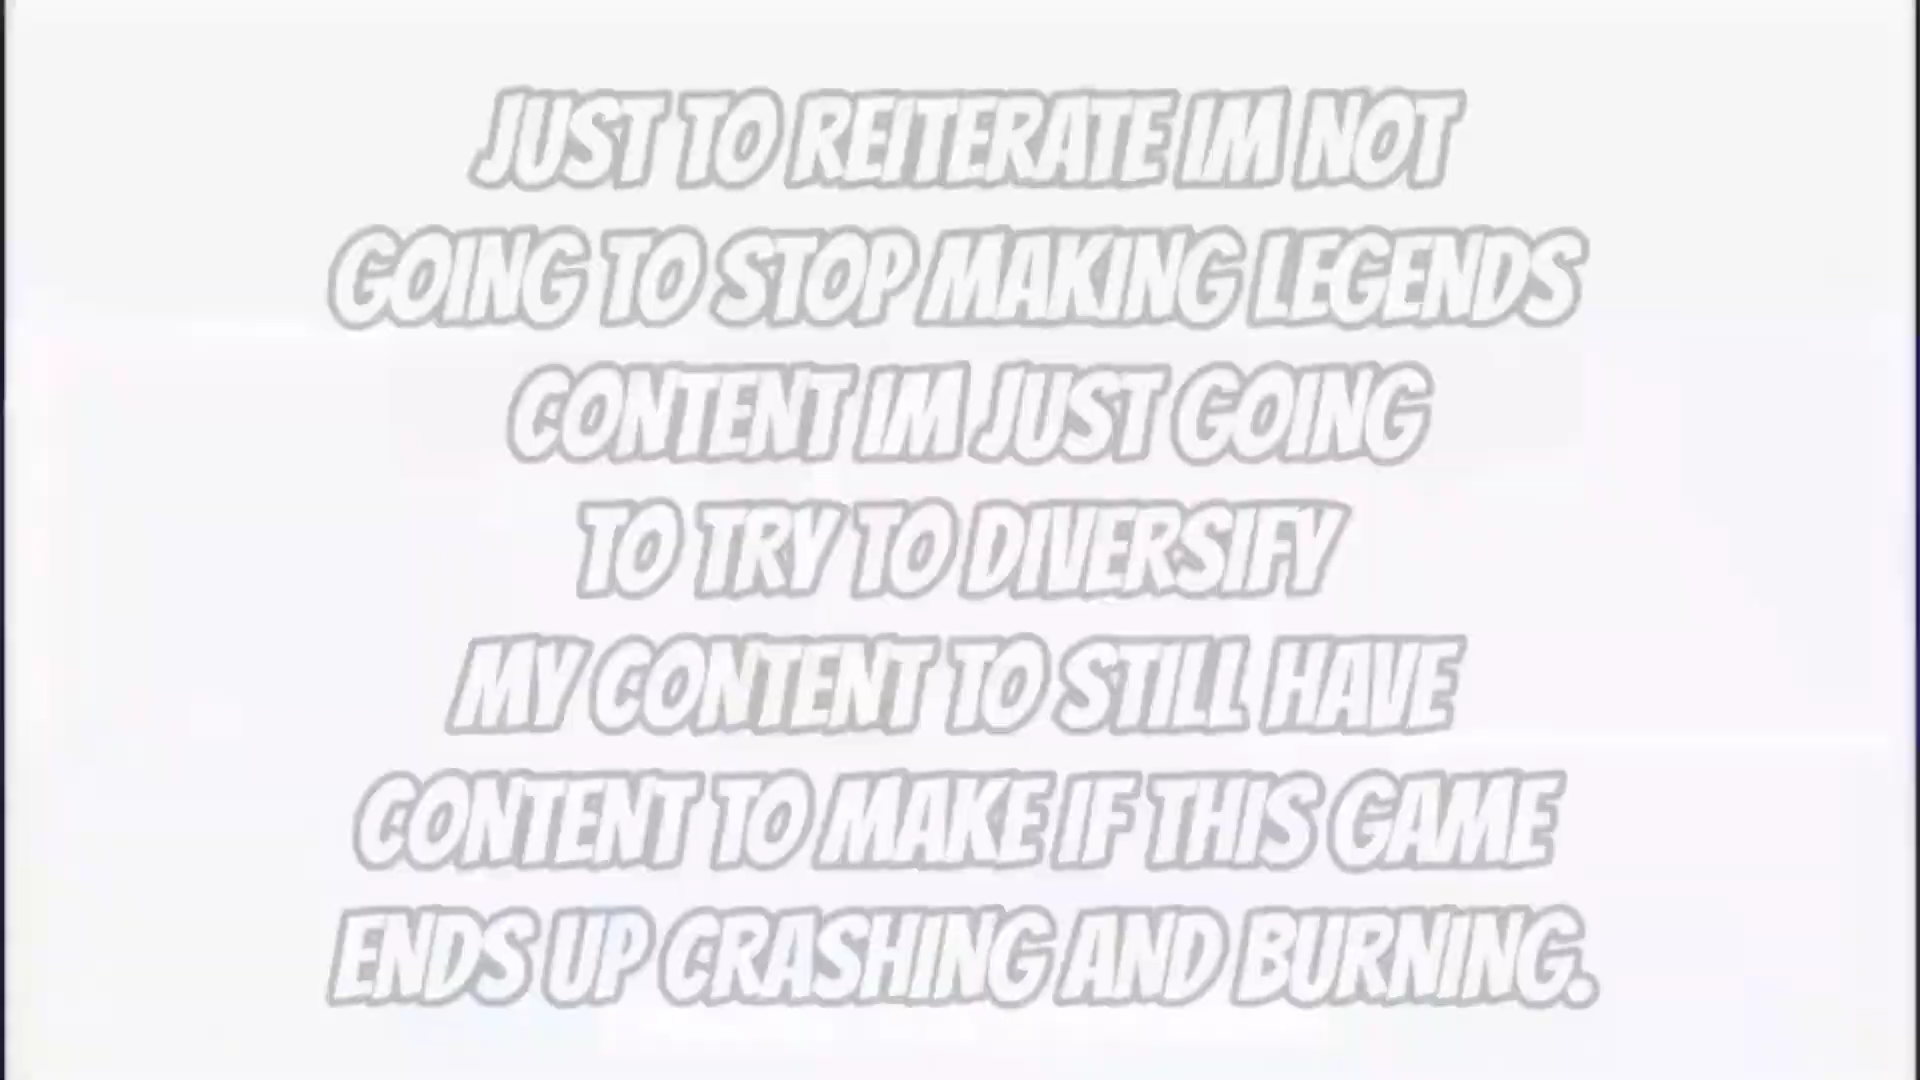 JUST TO REITERATE IM NOT
GOING TO STOP MAKING LEGENDS
CONTENT IM JUST GOING
TO TRY TO DIVERSIFY
MY CONTENT TO STILL HAVE
CONTENT TO MAKE IF THIS GAME
ENDS UP CRASHING AND BURNING.